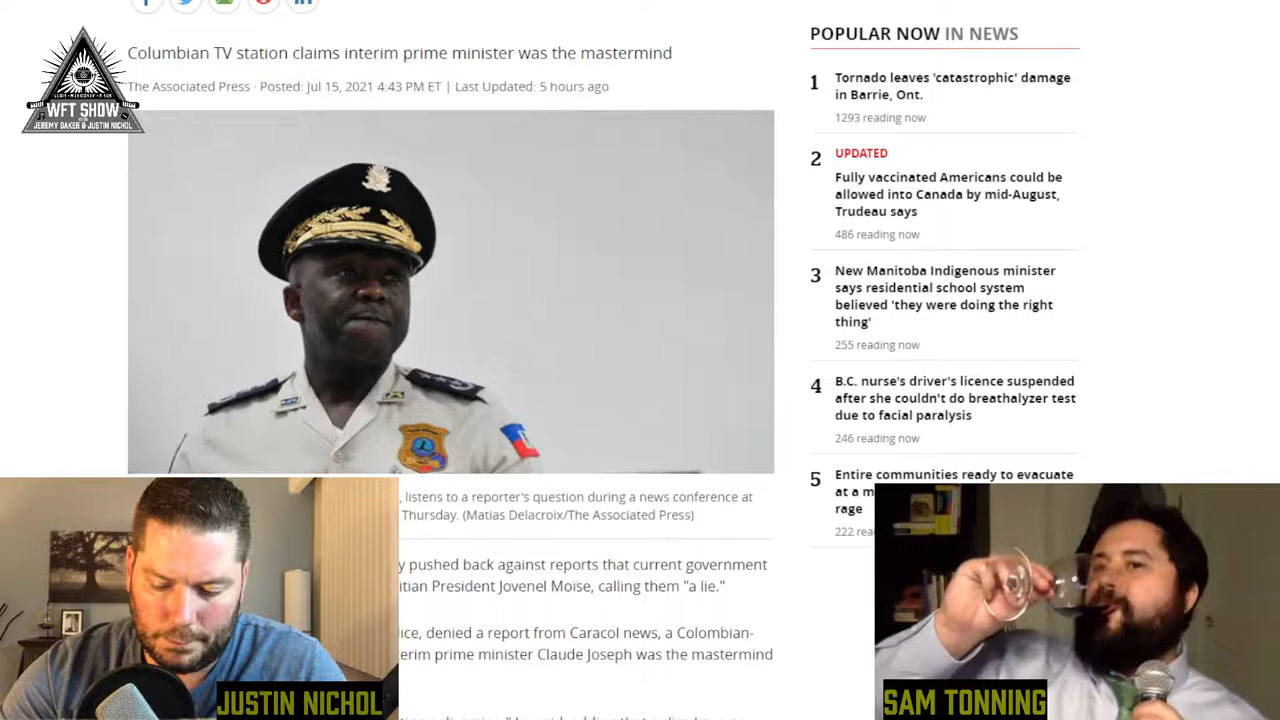 Columbian TV station claims interim prime minister was the mastermind
The Associated Press · Posted: Jul 15, 2021 4:43 PM ET | Last Updated: 5 hours ago
WFT SHOW
JEREMY BAKER & JUSTIN NICHOL
POPULAR NOW IN NEWS
1 Tornado leaves 'catastrophic' damage
in Barrie, Ont.
1293 reading now
2 UPDATED
Fully vaccinated Americans could be
allowed into Canada by mid-August,
Trudeau says
486 reading now
3 New Manitoba Indigenous minister
says residential school system
believed 'they were doing the right
thing'
255 reading now
4 B.C. nurse's driver's licence suspended
after she couldn't do breathalyzer test
due to facial paralysis
246 reading now
5 Entire communities ready to evacuate
at a
rage
222
, listens to a reporter's question during a news conference at
Thursday. (Matias Delacroix/The Associated Press)
y pushed back against reports that current government
itian President Jovenel Moïse, calling them "a lie."
lice, denied a report from Caracol news, a Colombian-
erim prime minister Claude Joseph was the mastermind
JUSTIN NICHOL
SAM TONNING